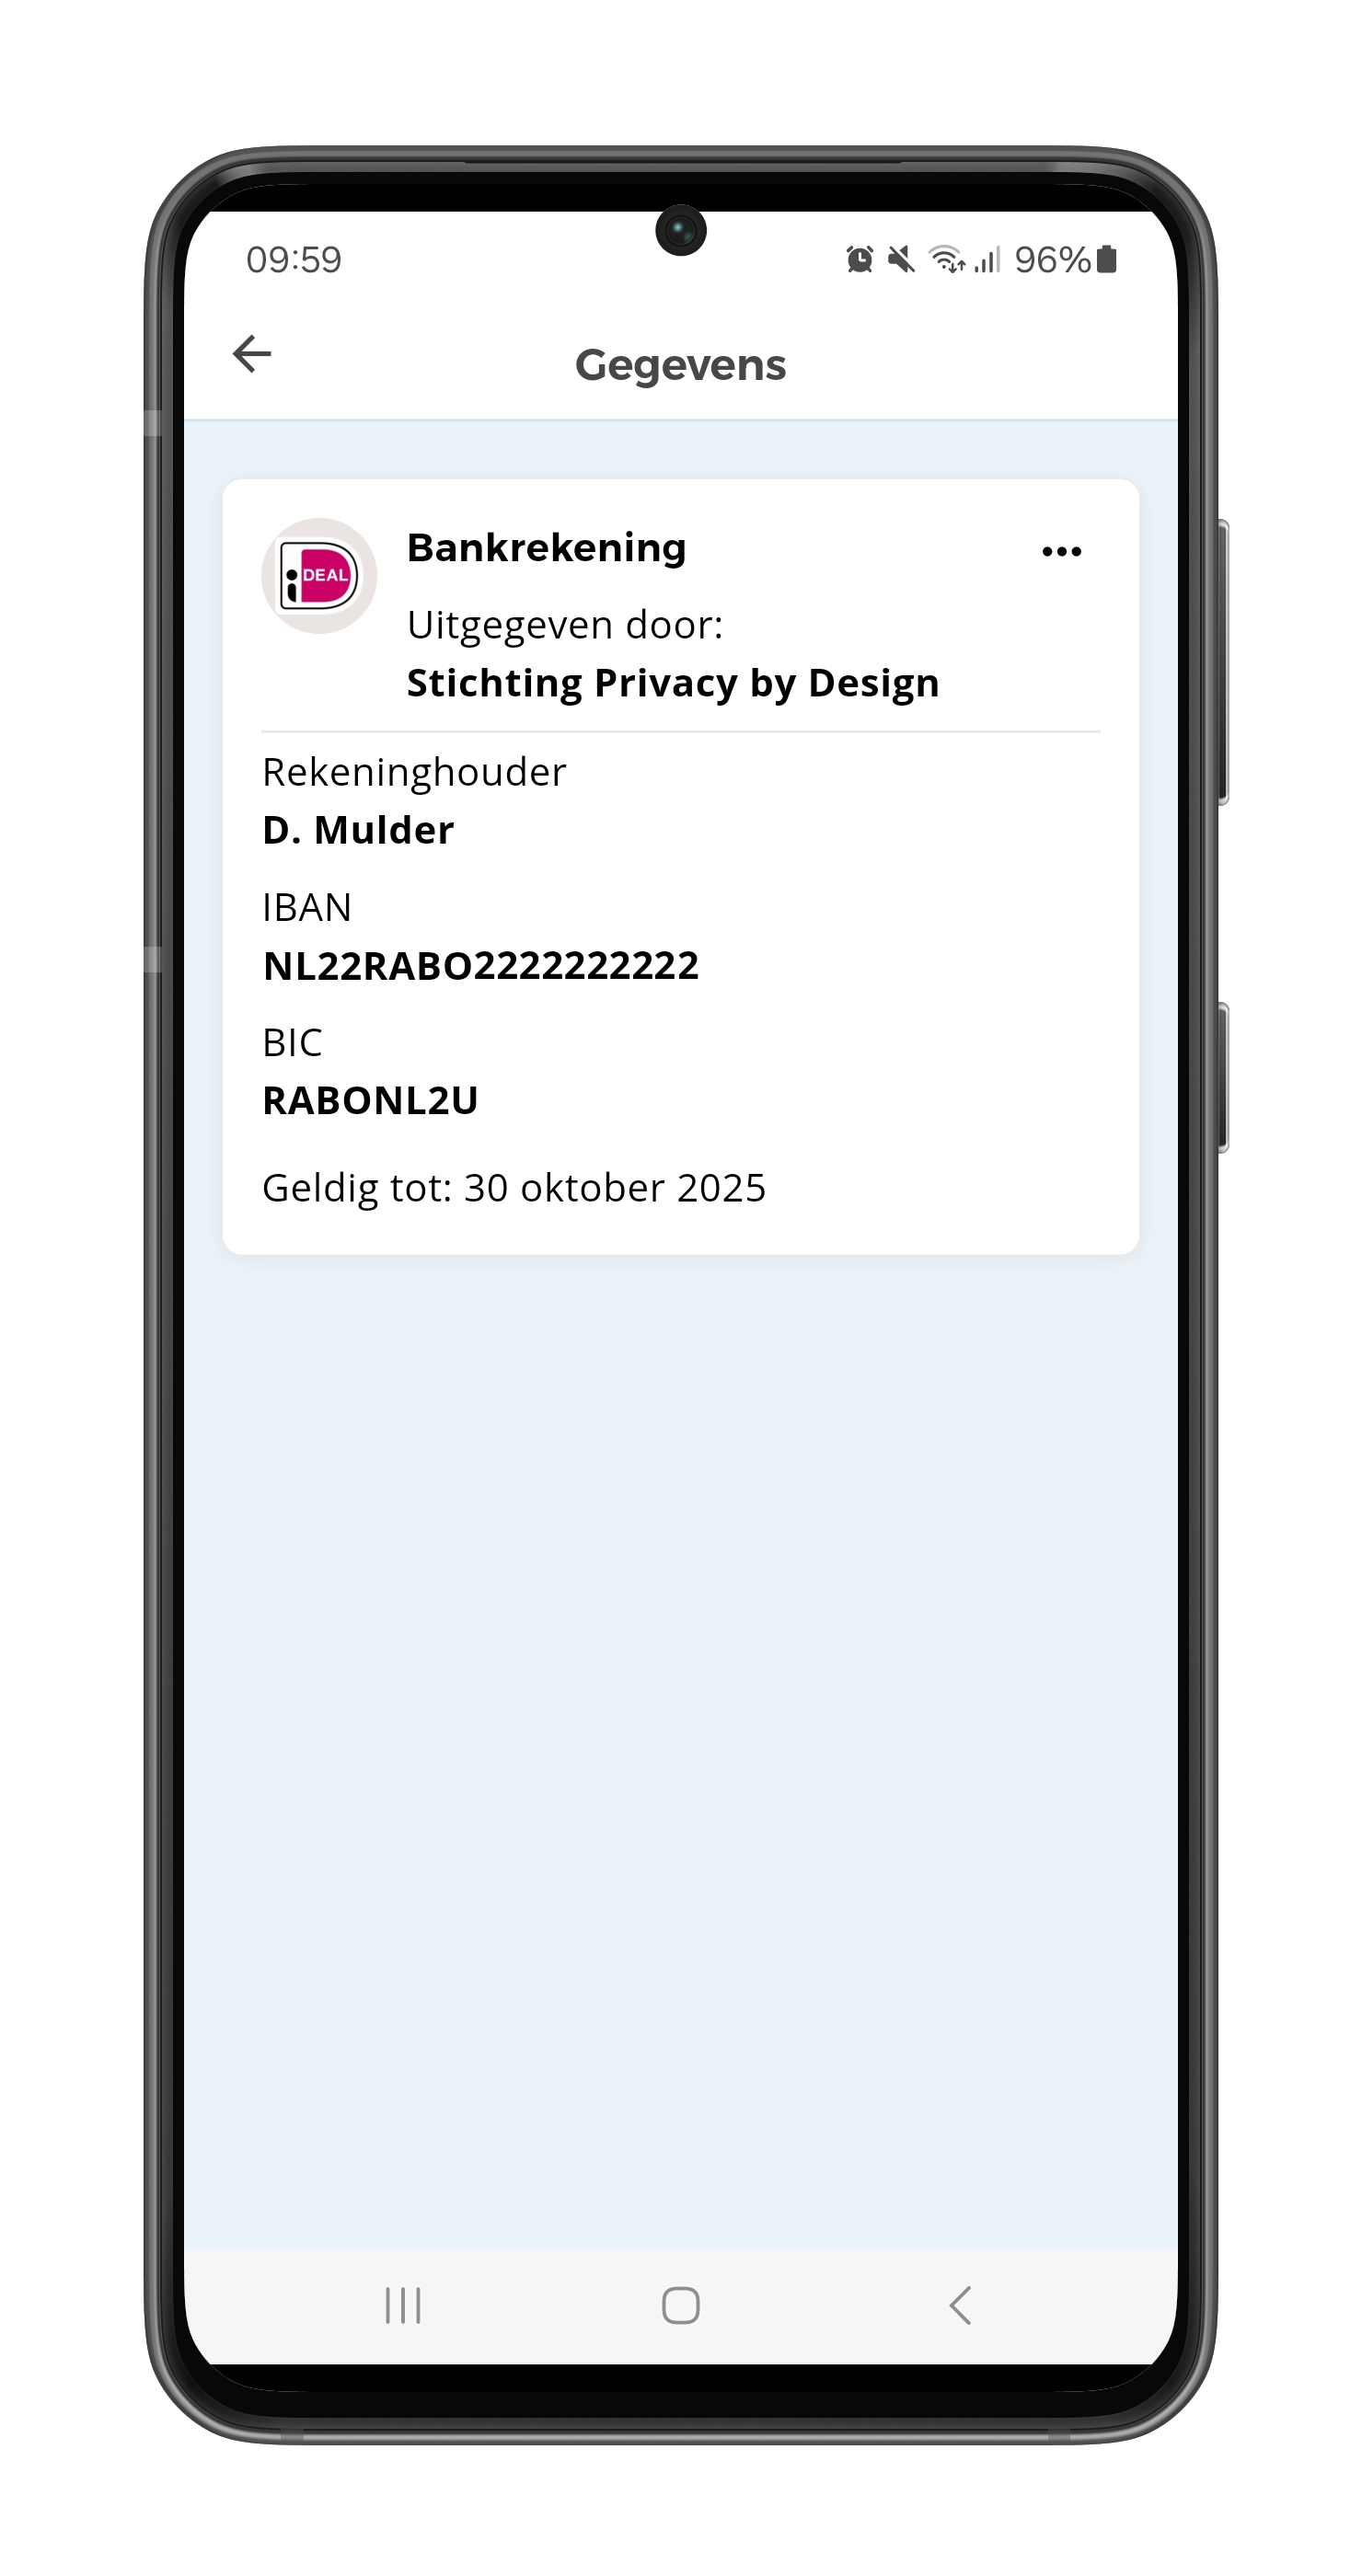 09:59
96%
Gegevens
iDEAL
Bankrekening
Uitgegeven door:
Stichting Privacy by Design
Rekeninghouder
D. Mulder
IBAN
NL22RABO2222222222
BIC
RABONL2U
Geldig tot: 30 oktober 2025